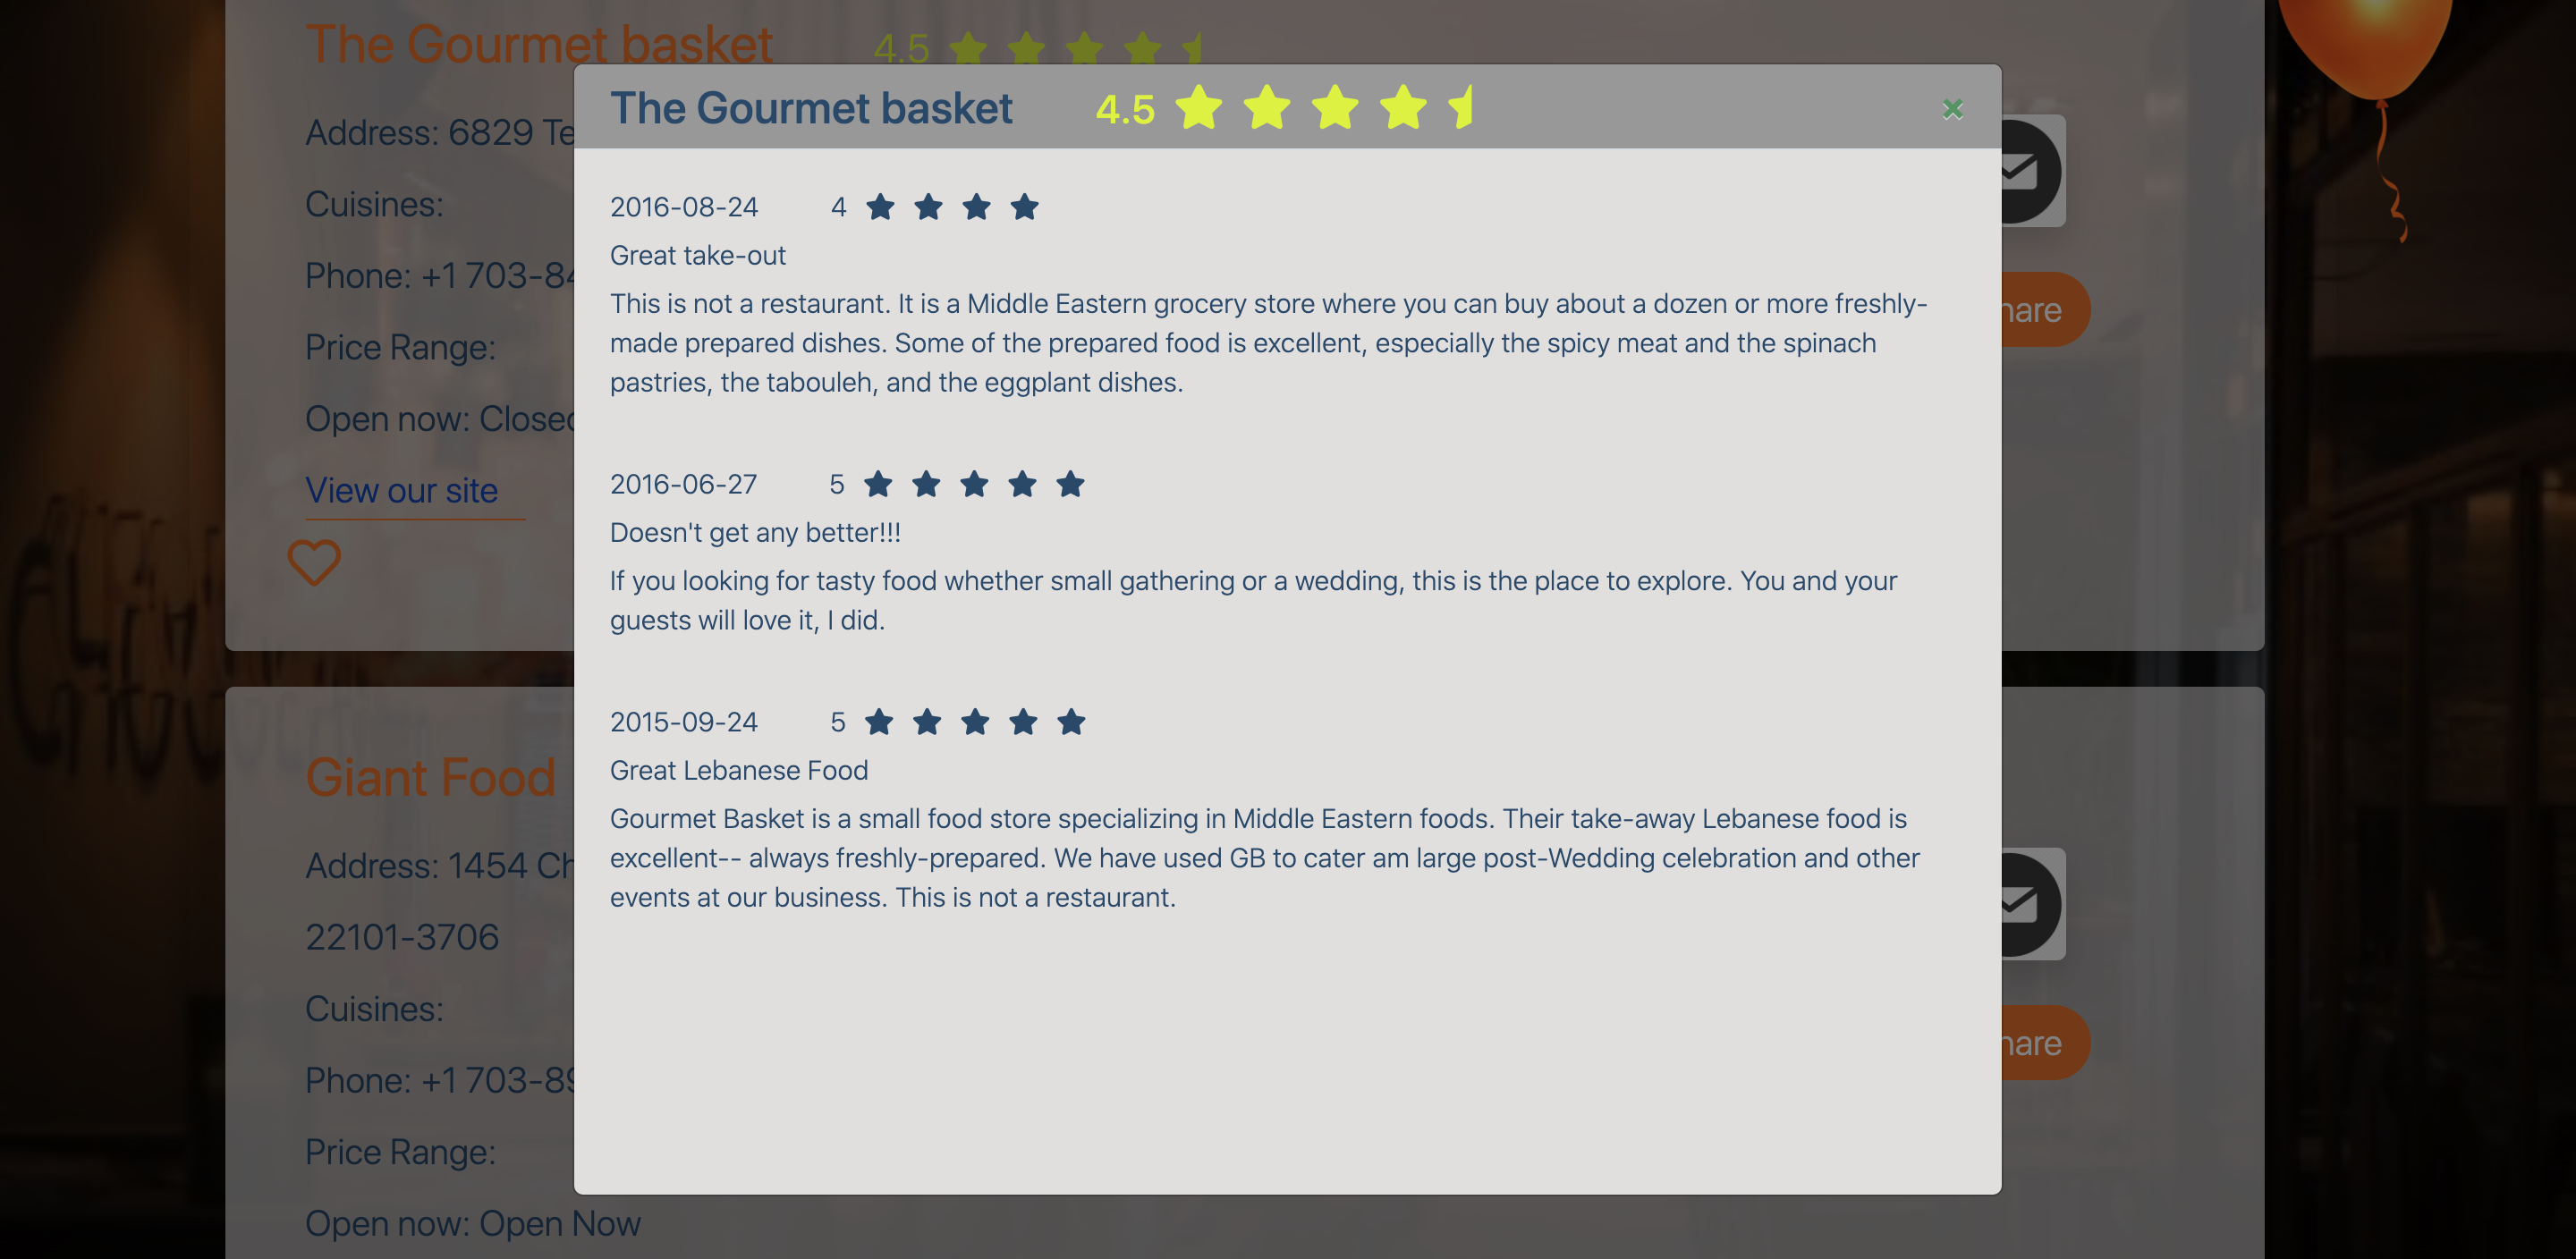 The Gourmet basket 4.5
Address: 6829 Te
Cuisines:
Phone: +1 703-84
Price Range:
Open now: Closed
View our site
hare
The Gourmet basket 4.5
2016-08-24 4
Great take-out
This is not a restaurant. It is a Middle Eastern grocery store where you can buy about a dozen or more freshly-
made prepared dishes. Some of the prepared food is excellent, especially the spicy meat and the spinach
pastries, the tabouleh, and the eggplant dishes.
2016-06-27 5
Doesn't get any better!!!
If you looking for tasty food whether small gathering or a wedding, this is the place to explore. You and your
guests will love it, I did.
2015-09-24 5
Great Lebanese Food
Gourmet Basket is a small food store specializing in Middle Eastern foods. Their take-away Lebanese food is
excellent-- always freshly-prepared. We have used GB to cater am large post-Wedding celebration and other
events at our business. This is not a restaurant.
Giant Food
Address: 1454 Ch
22101-3706
Cuisines:
Phone: +1 703-89
Price Range:
Open now: Open Now
hare